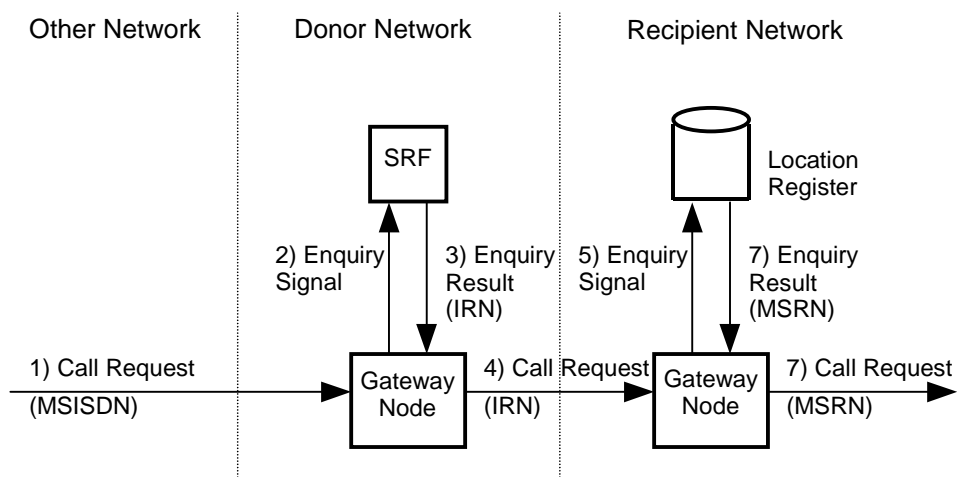 Other Network
Donor Network
Recipient Network
SRF
Location
Register
2) Enquiry
Signal
3) Enquiry
Result
(IRN)
5) Enquiry
Signal
7) Enquiry
Result
(MSRN)
1) Call Request
(MSISDN)
Gateway
Node
4) Call Request
(IRN)
Gateway
Node
7) Call Request
(MSRN)